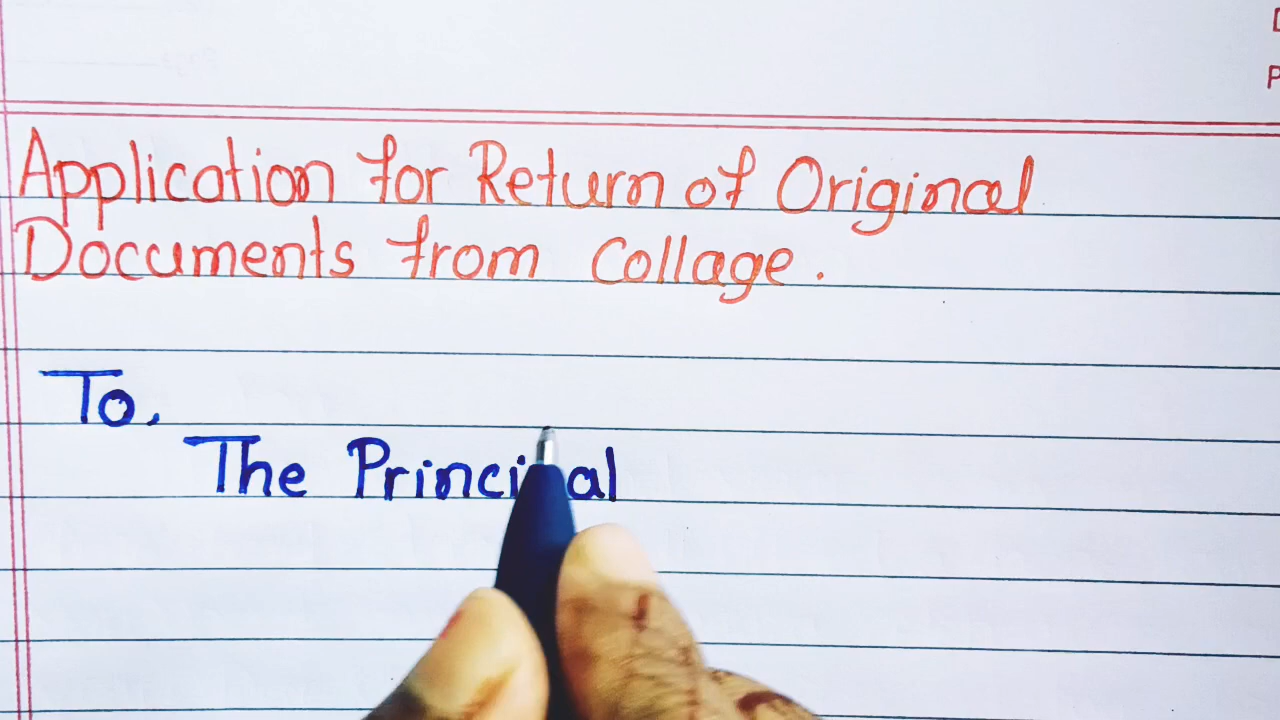 Application for Return of Original
Documents from Collage.
To,
The Principal